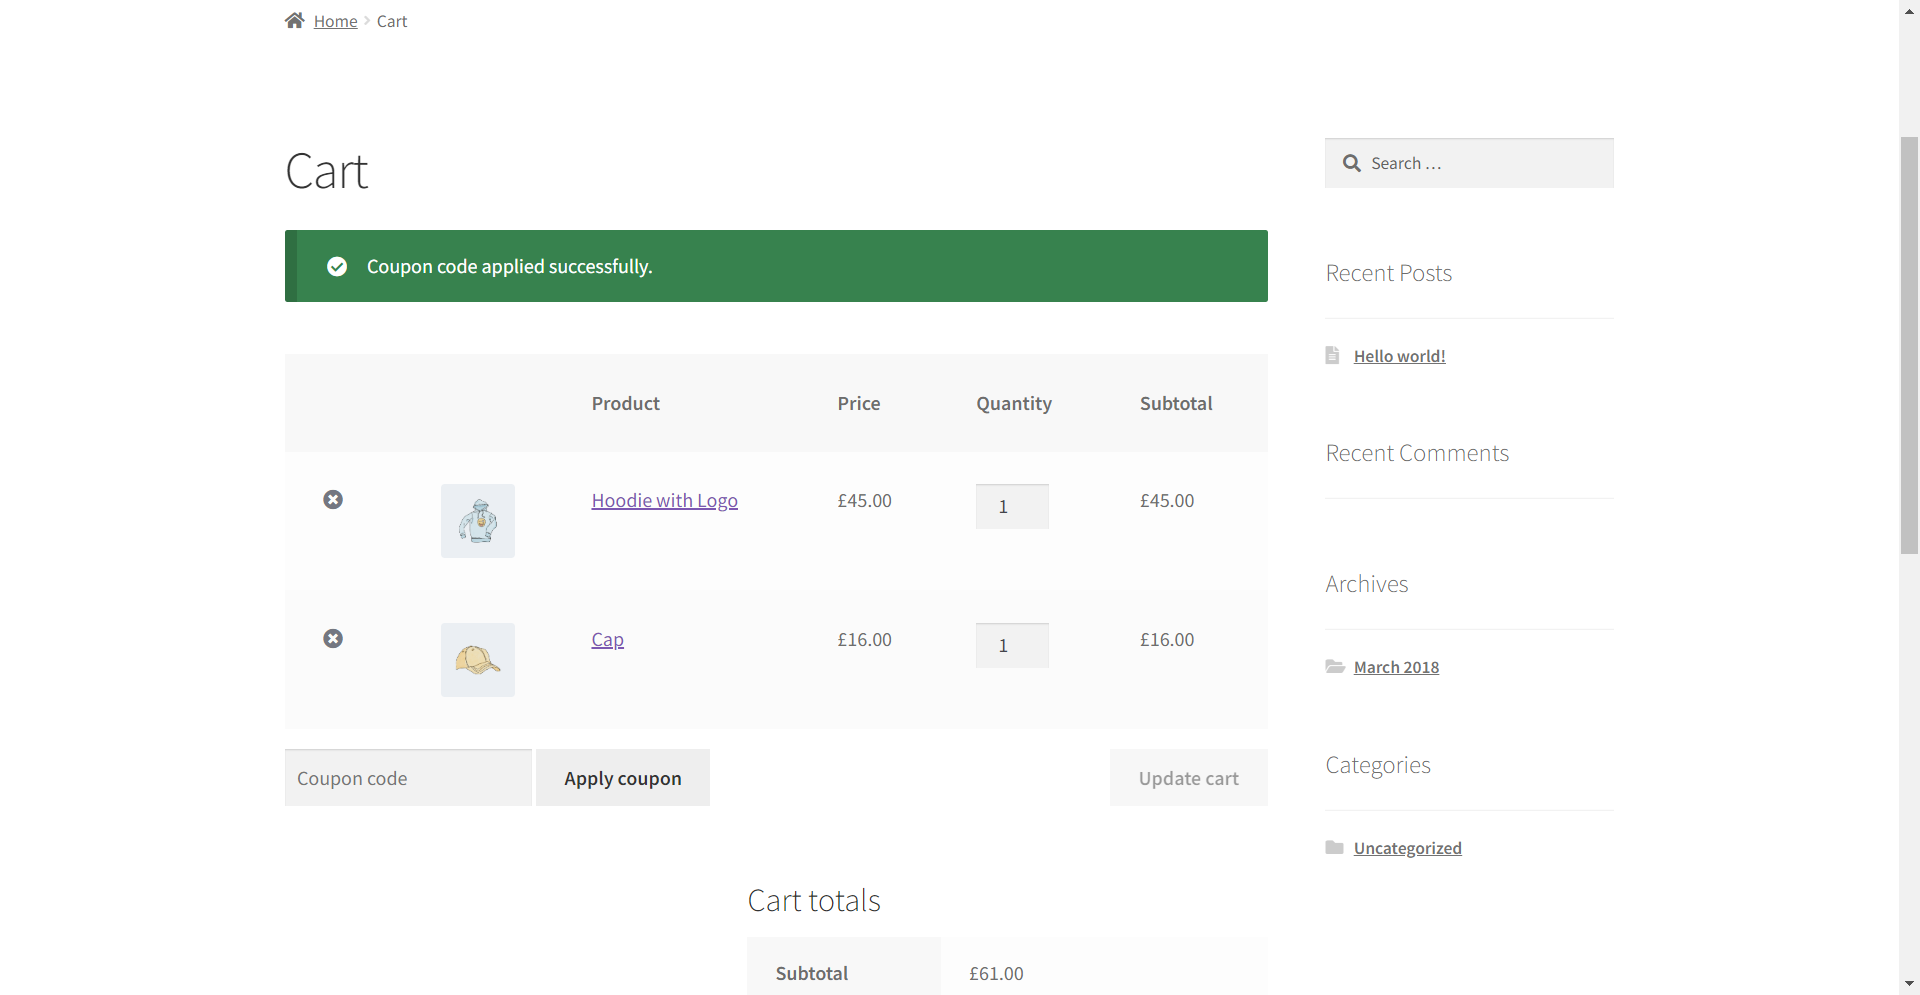 Home Cart
Cart
Search …
Coupon code applied successfully.
Product Price Quantity Subtotal
Hoodie with Logo £45.00 1 £45.00
Cap £16.00 1 £16.00
Coupon code Apply coupon Update cart
Cart totals
Subtotal £61.00
Recent Posts
Hello world!
Recent Comments
Archives
March 2018
Categories
Uncategorized